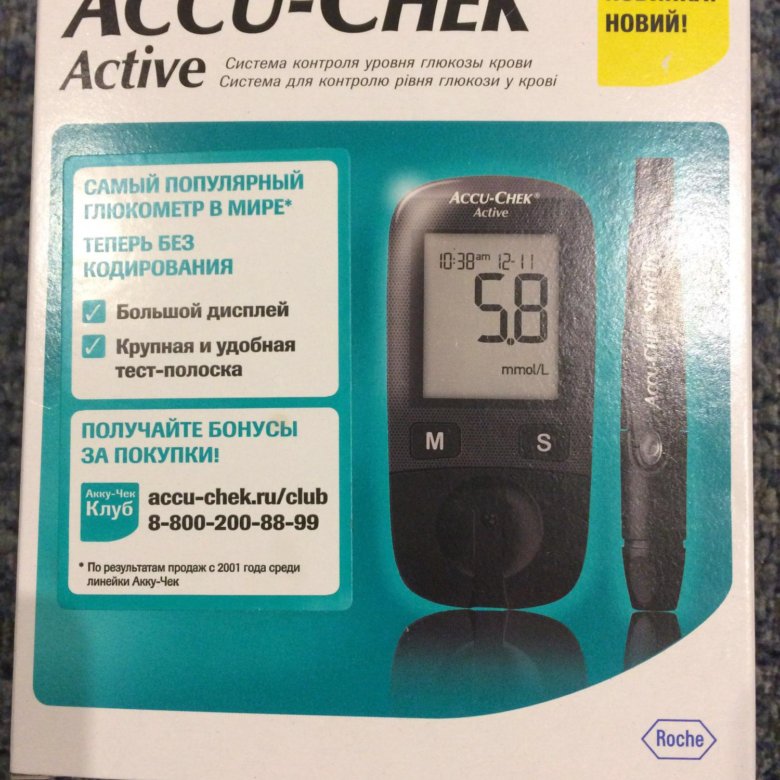 ACCU-CHEK
Active
Система контроля уровня глюкозы крови
Система для контролю рівня глюкози у крові
НОВИЙ!
САМЫЙ ПОПУЛЯРНЫЙ
ГЛЮКОМЕТР В МИРЕ*
ТЕПЕРЬ БЕЗ
КОДИРОВАНИЯ
Большой дисплей
Крупная и удобная
тест-полоска
ПОЛУЧАЙТЕ БОНУСЫ
ЗА ПОКУПКИ!
Акку-Чек
Клуб
accu-chek.ru/club
8-800-200-88-99
* По результатам продаж с 2001 года среди
линейки Акку-Чек
ACCU-CHEK®
Active
10:38am 12-11
5.8
mmol/L
M S
Accu-Chek Softclix
Roche